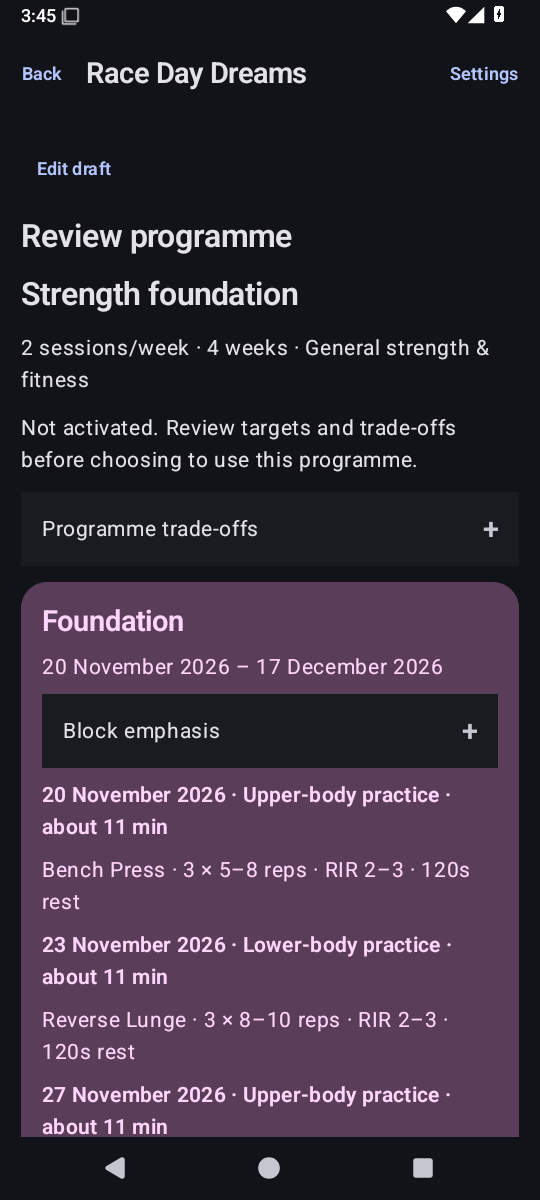 3:45
Back
Race Day Dreams
Settings
Edit draft
Review programme
Strength foundation
2 sessions/week · 4 weeks · General strength &
fitness
Not activated. Review targets and trade-offs
before choosing to use this programme.
Programme trade-offs +
Foundation
20 November 2026 – 17 December 2026
Block emphasis +
20 November 2026 · Upper-body practice ·
about 11 min
Bench Press · 3 × 5–8 reps · RIR 2–3 · 120s
rest
23 November 2026 · Lower-body practice ·
about 11 min
Reverse Lunge · 3 × 8–10 reps · RIR 2–3 ·
120s rest
27 November 2026 · Upper-body practice ·
about 11 min